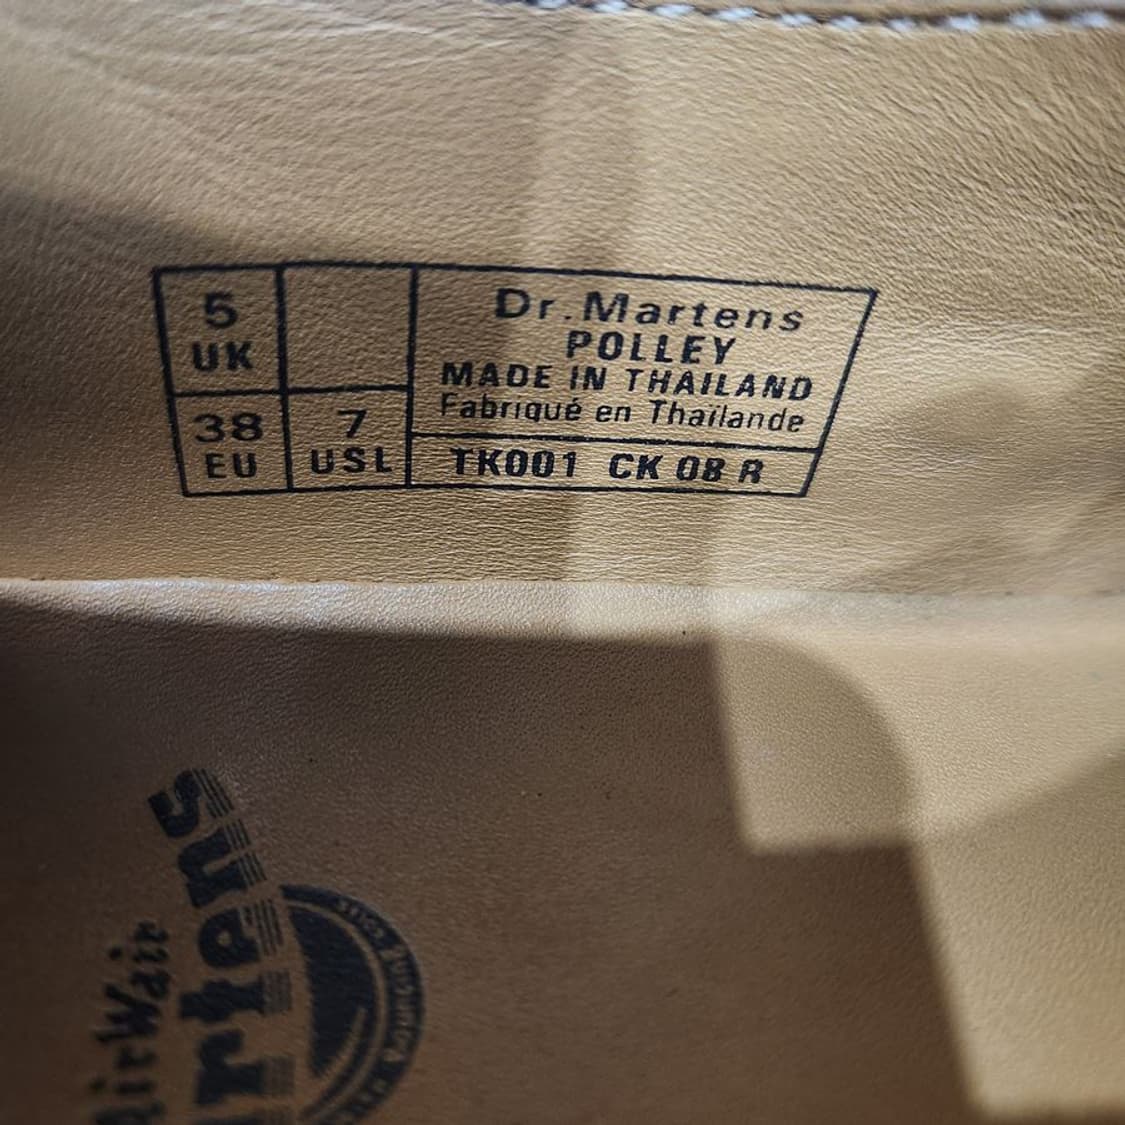 5
UK
38
EU
7
USL
Dr.Martens
POLLEY
MADE IN THAILAND
Fabriqué en Thaïlande
TK001 CK 08 R
AirWair
rtens